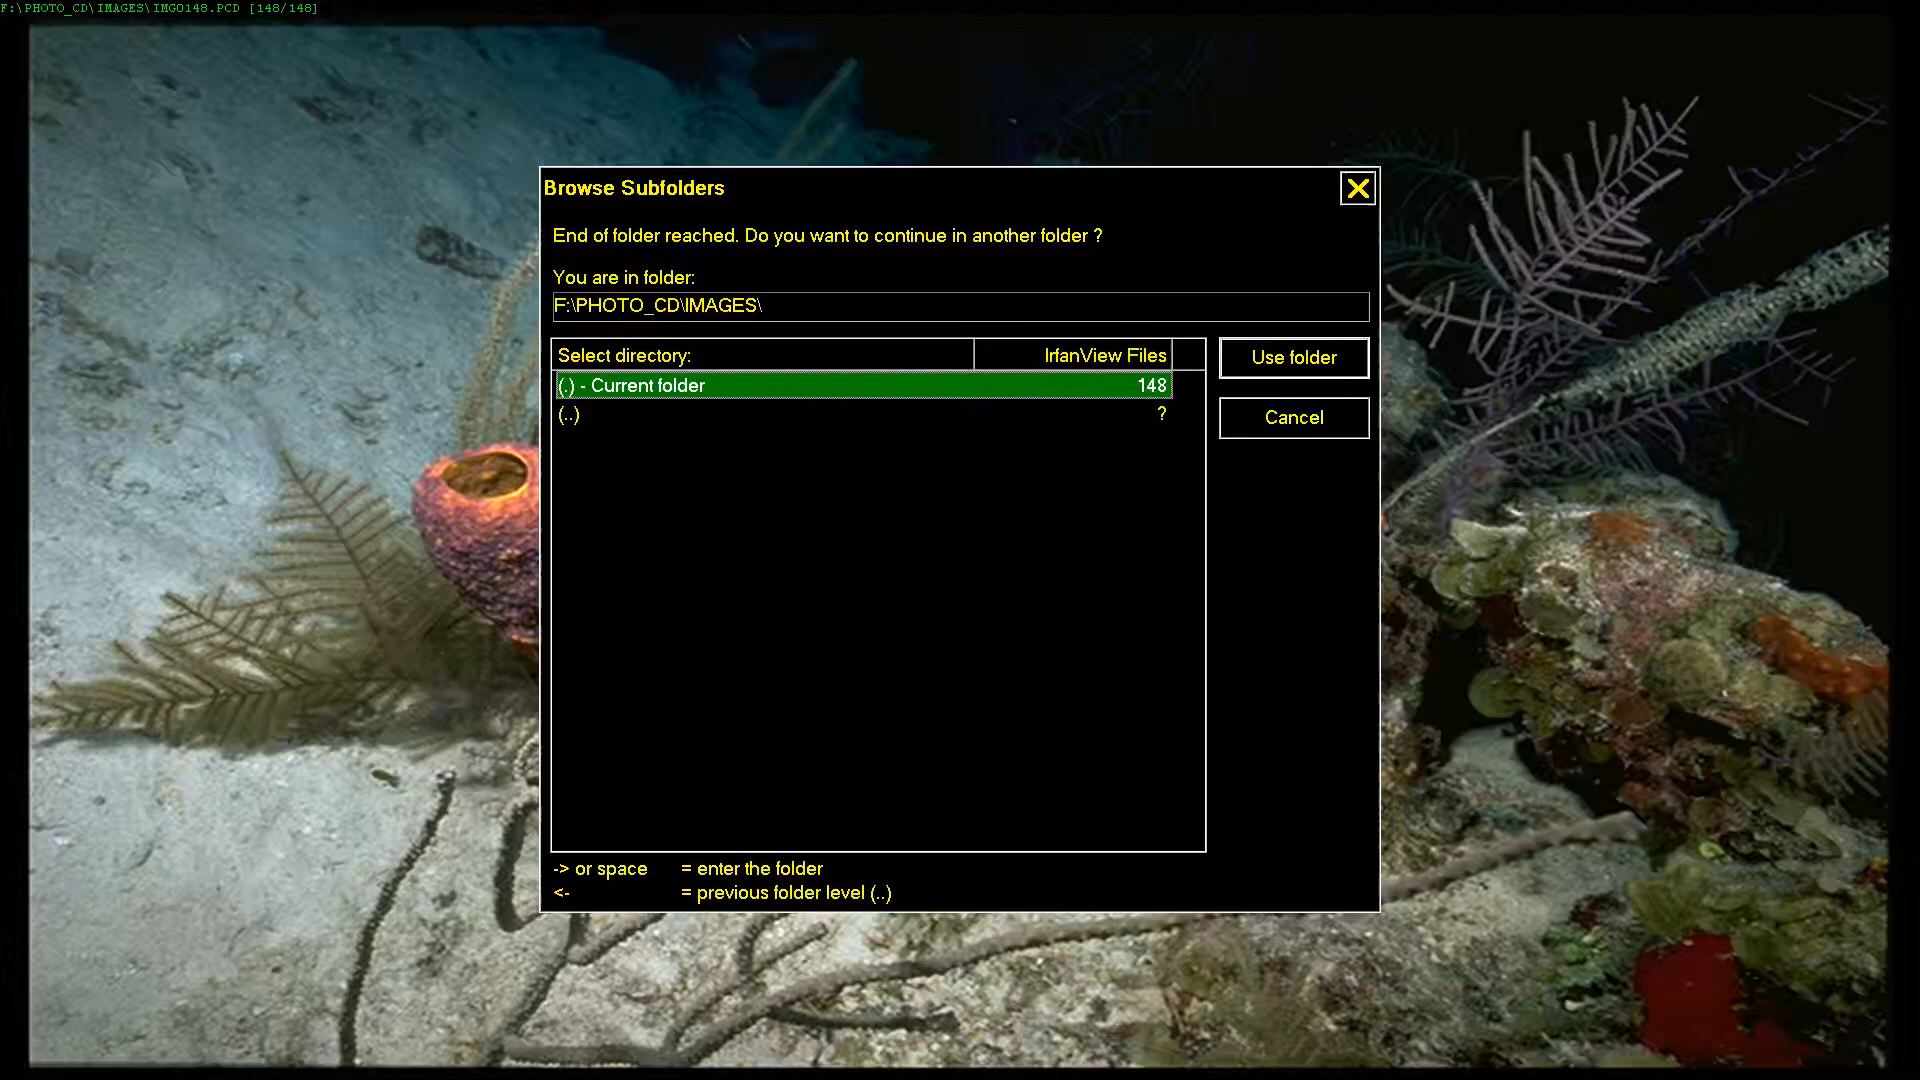 F:\PHOTO_CD\IMAGES\IMG0148.PCD [148/148]
Browse Subfolders
End of folder reached. Do you want to continue in another folder ?
You are in folder:
F:\PHOTO_CD\IMAGES\
Select directory: IrfanView Files
Use folder
(.) - Current folder 148
(..) ?
Cancel
-> or space = enter the folder
<- = previous folder level (..)